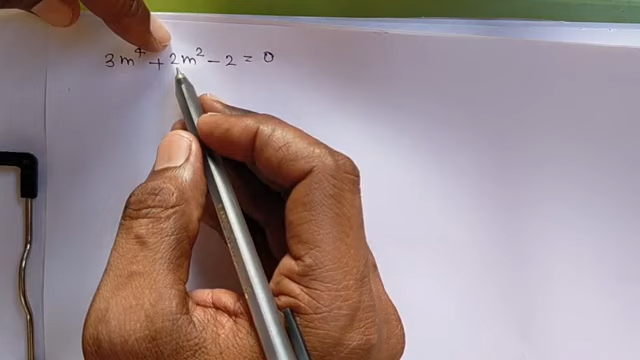 3m⁴ + 2m² - 2 = 0